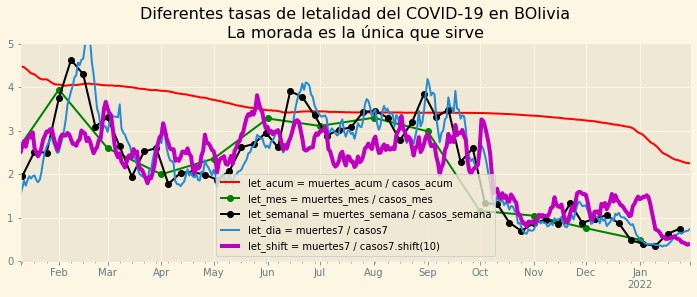 Diferentes tasas de letalidad del COVID-19 en BOlivia
La morada es la única que sirve
5
4
3
2
1
0
let_acum = muertes_acum / casos_acum
let_mes = muertes_mes / casos_mes
let_semanal = muertes_semana / casos_semana
let_dia = muertes7 / casos7
let_shift = muertes7 / casos7.shift(10)
Feb Mar Apr May Jun Jul Aug Sep Oct Nov Dec Jan
2022